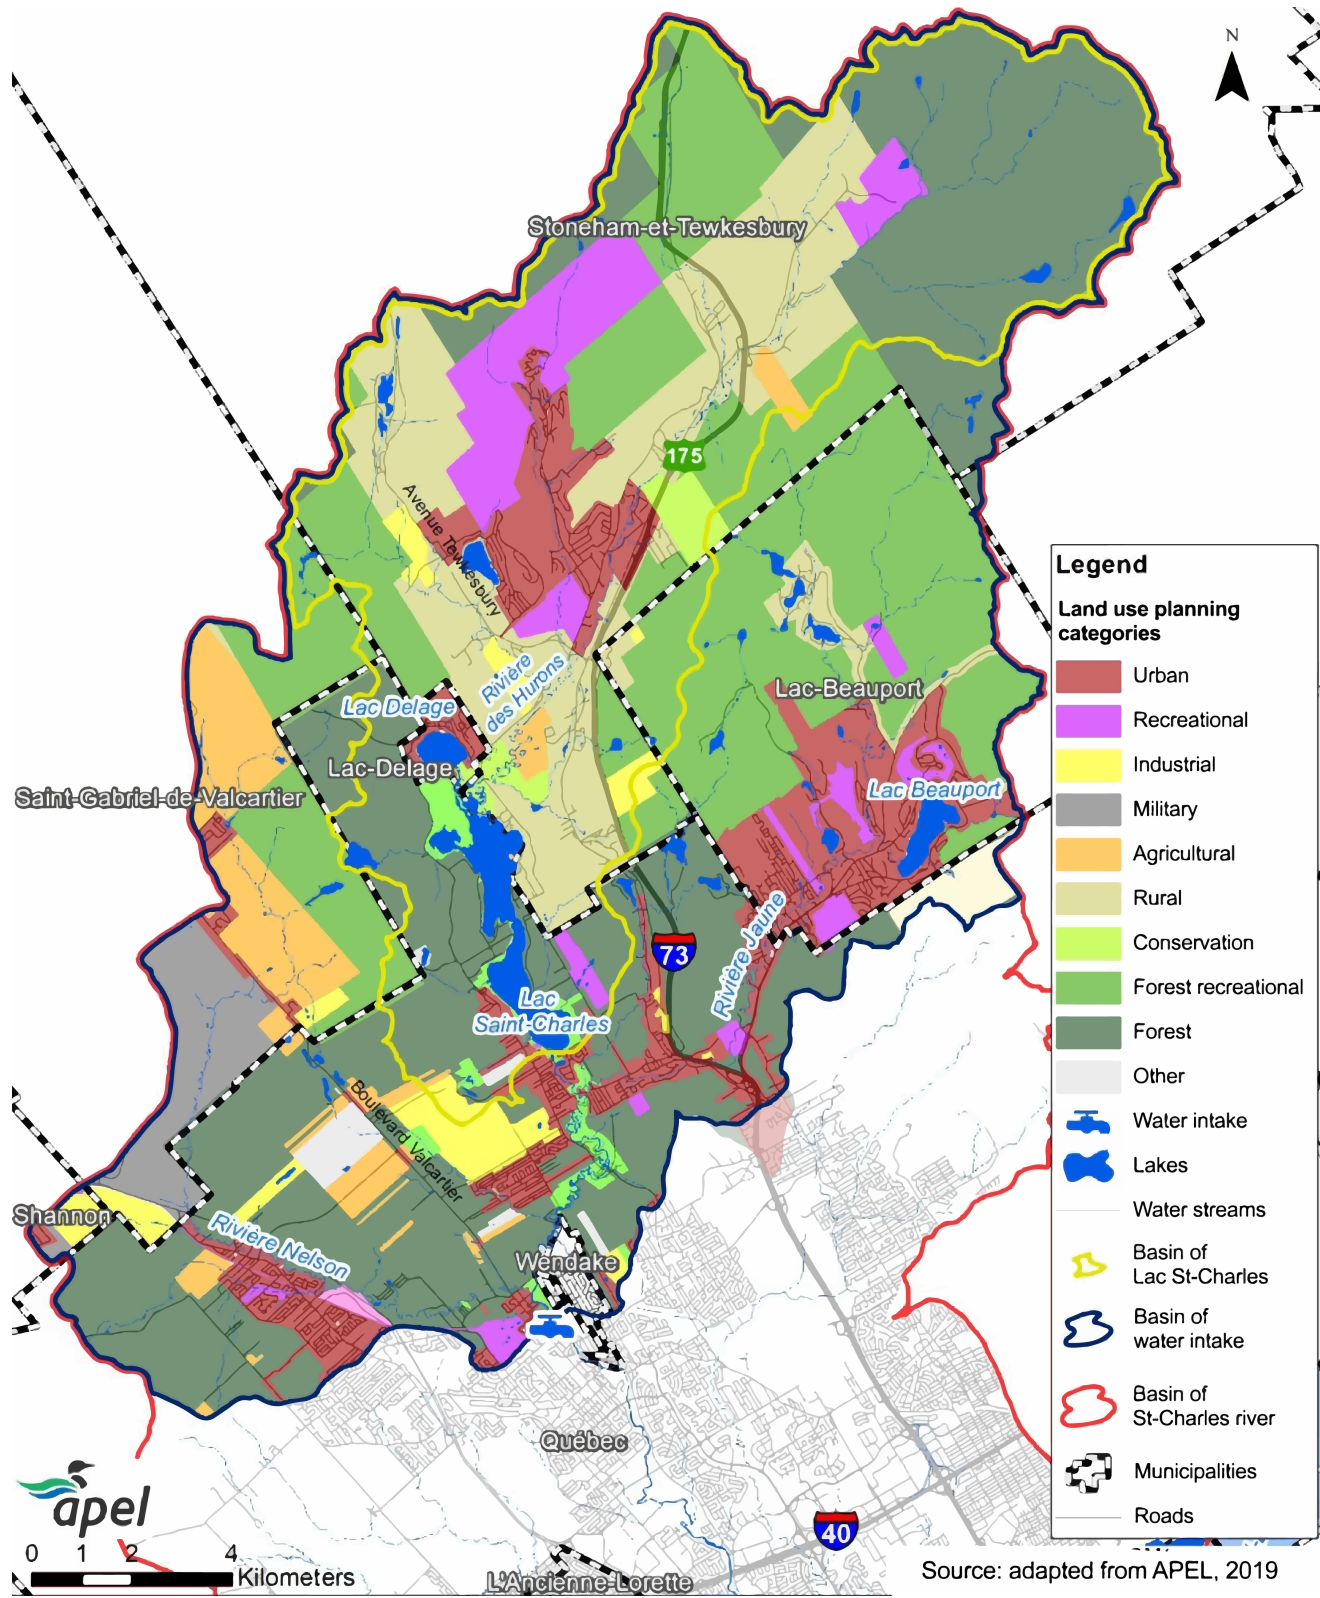 N
Stoneham-et-Tewkesbury
175
Avenue Tewkesbury
Rivière
des Hurons
Lac Delage
Lac-Delage
Lac-Beauport
Lac Beauport
Saint-Gabriel-de-Valcartier
Rivière Jaune
73
Lac
Saint-Charles
Boulevard Valcartier
Shannon
Rivière Nelson
Wendake
Québec
40
L'Ancienne-Lorette
apel
0 1 2 4
Kilometers
Legend
Land use planning
categories
Urban
Recreational
Industrial
Military
Agricultural
Rural
Conservation
Forest recreational
Forest
Other
Water intake
Lakes
Water streams
Basin of
Lac St-Charles
Basin of
water intake
Basin of
St-Charles river
Municipalities
Roads
Source: adapted from APEL, 2019